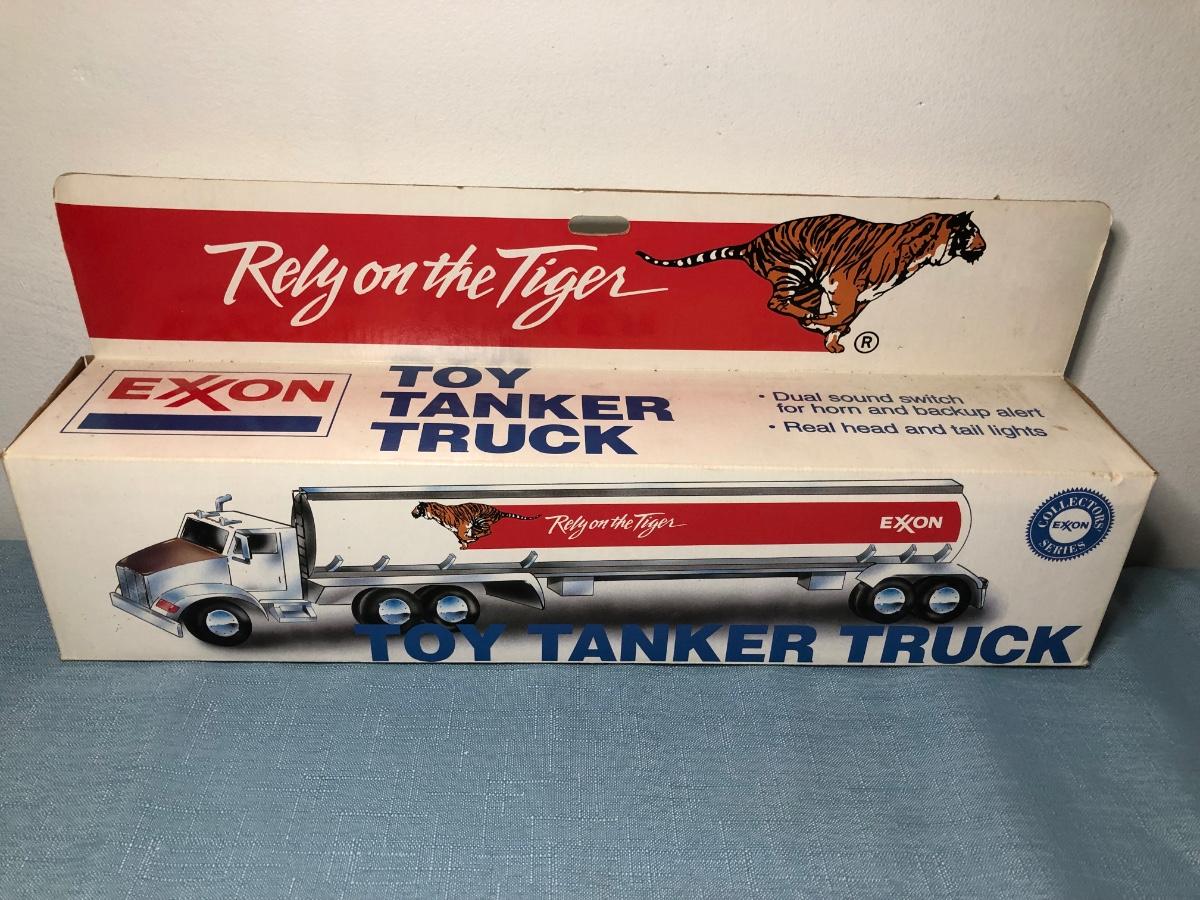 Rely on the Tiger
®
EXXON
TOY
TANKER
TRUCK
• Dual sound switch
for horn and backup alert
• Real head and tail lights
Rely on the Tiger
EXXON
COLLECTORS
EXXON
SERIES
TOY TANKER TRUCK